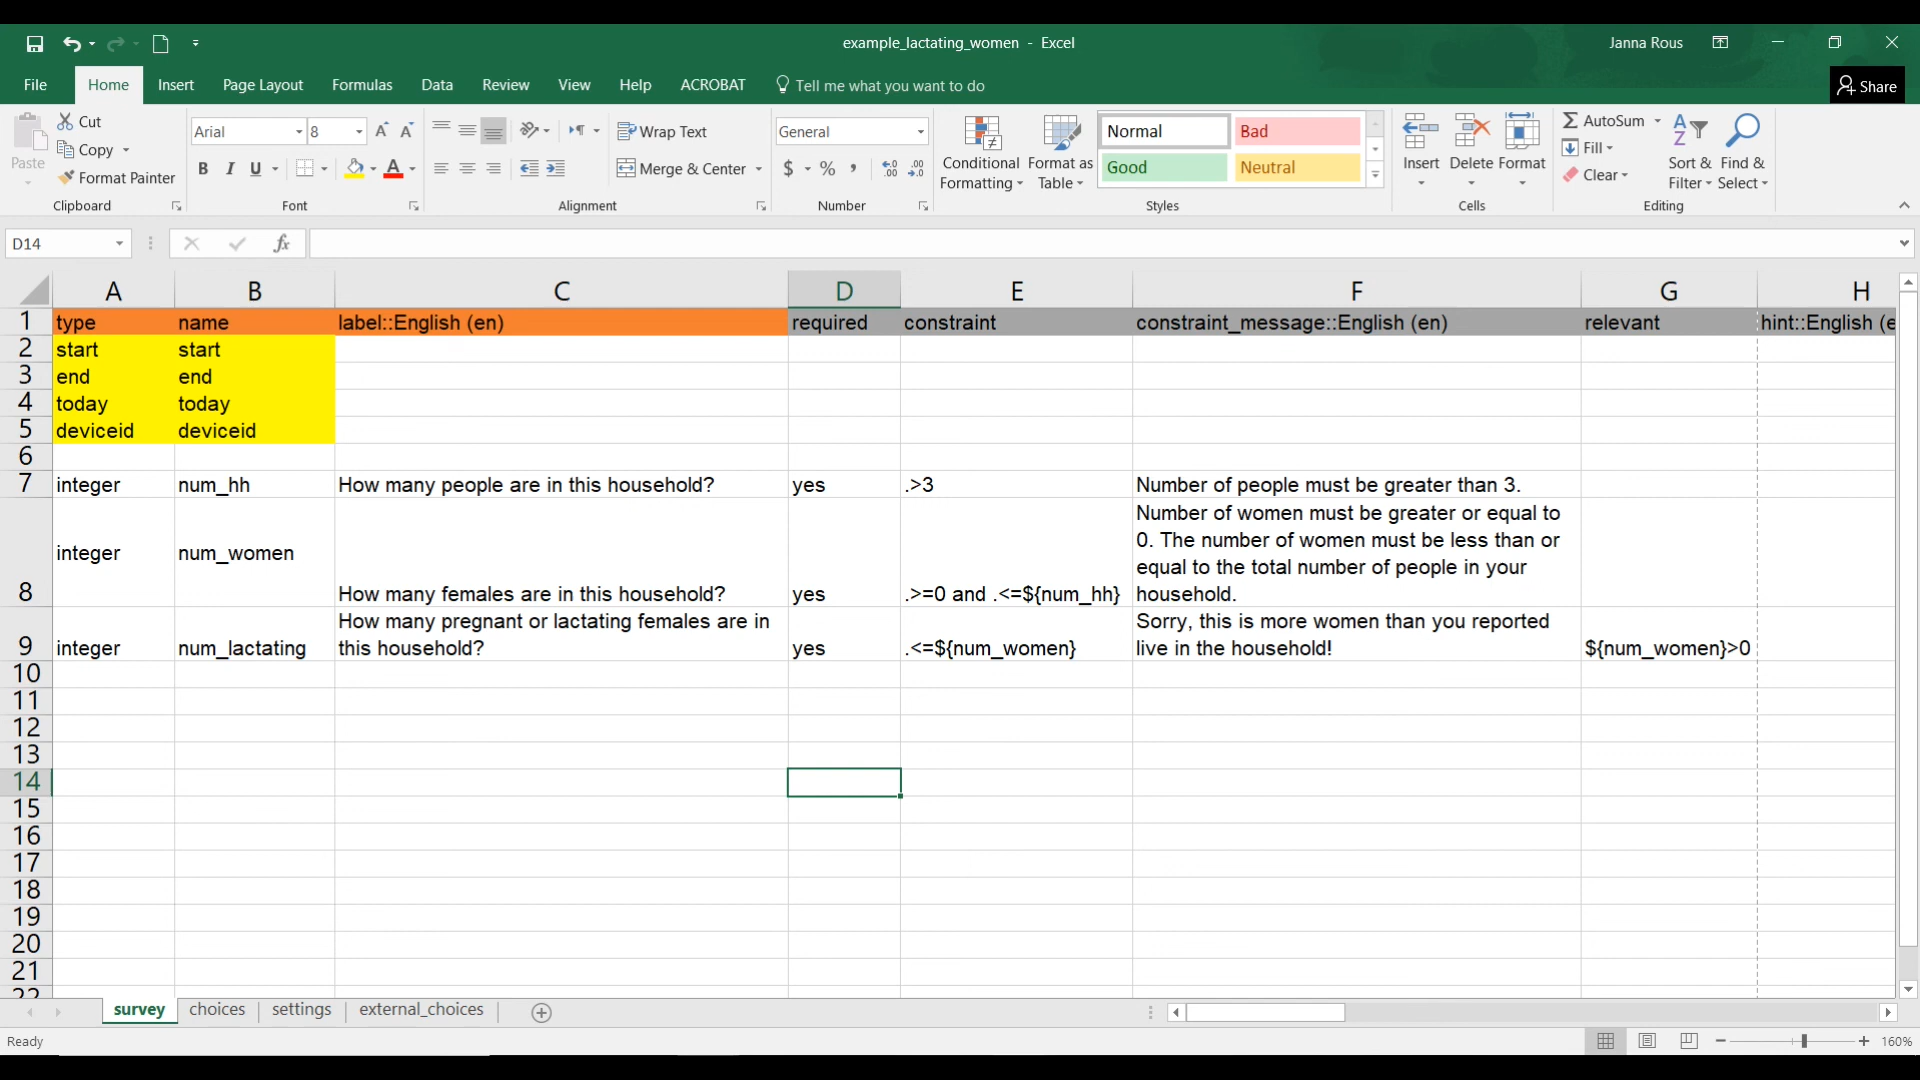 example_lactating_women - Excel
Janna Rous
File Home Insert Page Layout Formulas Data Review View Help ACROBAT Tell me what you want to do Share
Paste
Cut
Copy
Format Painter
Clipboard
Arial 8
B I U
Font
Wrap Text
Merge & Center
Alignment
General
$ % ,
Number
Conditional Formatting
Format as Table
Normal Bad
Good Neutral
Styles
Insert Delete Format
Cells
AutoSum
Fill
Clear
Sort & Filter
Find & Select
Editing
D14 fx
A B C D E F G H
1 type name label::English (en) required constraint constraint_message::English (en) relevant hint::English (e
2 start start
3 end end
4 today today
5 deviceid deviceid
6
7 integer num_hh How many people are in this household? yes .>3 Number of people must be greater than 3.
8 integer num_women How many females are in this household? yes .>=0 and .<=${num_hh}
Number of women must be greater or equal to
0. The number of women must be less than or
equal to the total number of people in your
household.
9 integer num_lactating
How many pregnant or lactating females are in
this household?
yes .<=${num_women}
Sorry, this is more women than you reported
live in the household!
${num_women}>0
10
11
12
13
14
15
16
17
18
19
20
21
22
survey choices settings external_choices
Ready 160%